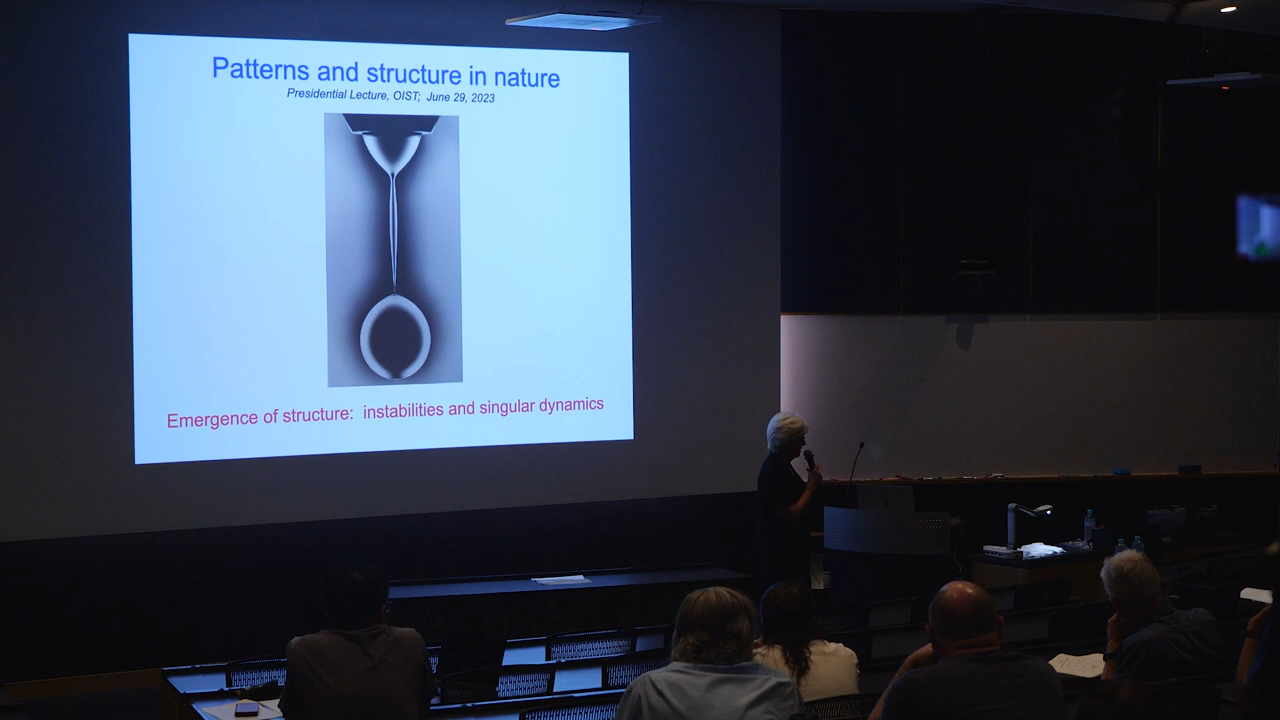 Patterns and structure in nature
Presidential Lecture, OIST; June 29, 2023
Emergence of structure: instabilities and singular dynamics